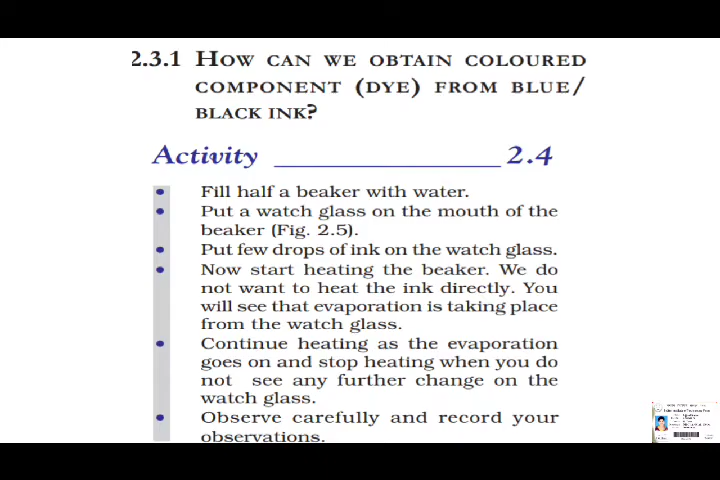 2.3.1 HOW CAN WE OBTAIN COLOURED
COMPONENT (DYE) FROM BLUE/
BLACK INK?
Activity 2.4
• Fill half a beaker with water.
• Put a watch glass on the mouth of the
beaker (Fig. 2.5).
• Put few drops of ink on the watch glass.
• Now start heating the beaker. We do
not want to heat the ink directly. You
will see that evaporation is taking place
from the watch glass.
• Continue heating as the evaporation
goes on and stop heating when you do
not see any further change on the
watch glass.
• Observe carefully and record your
observations.